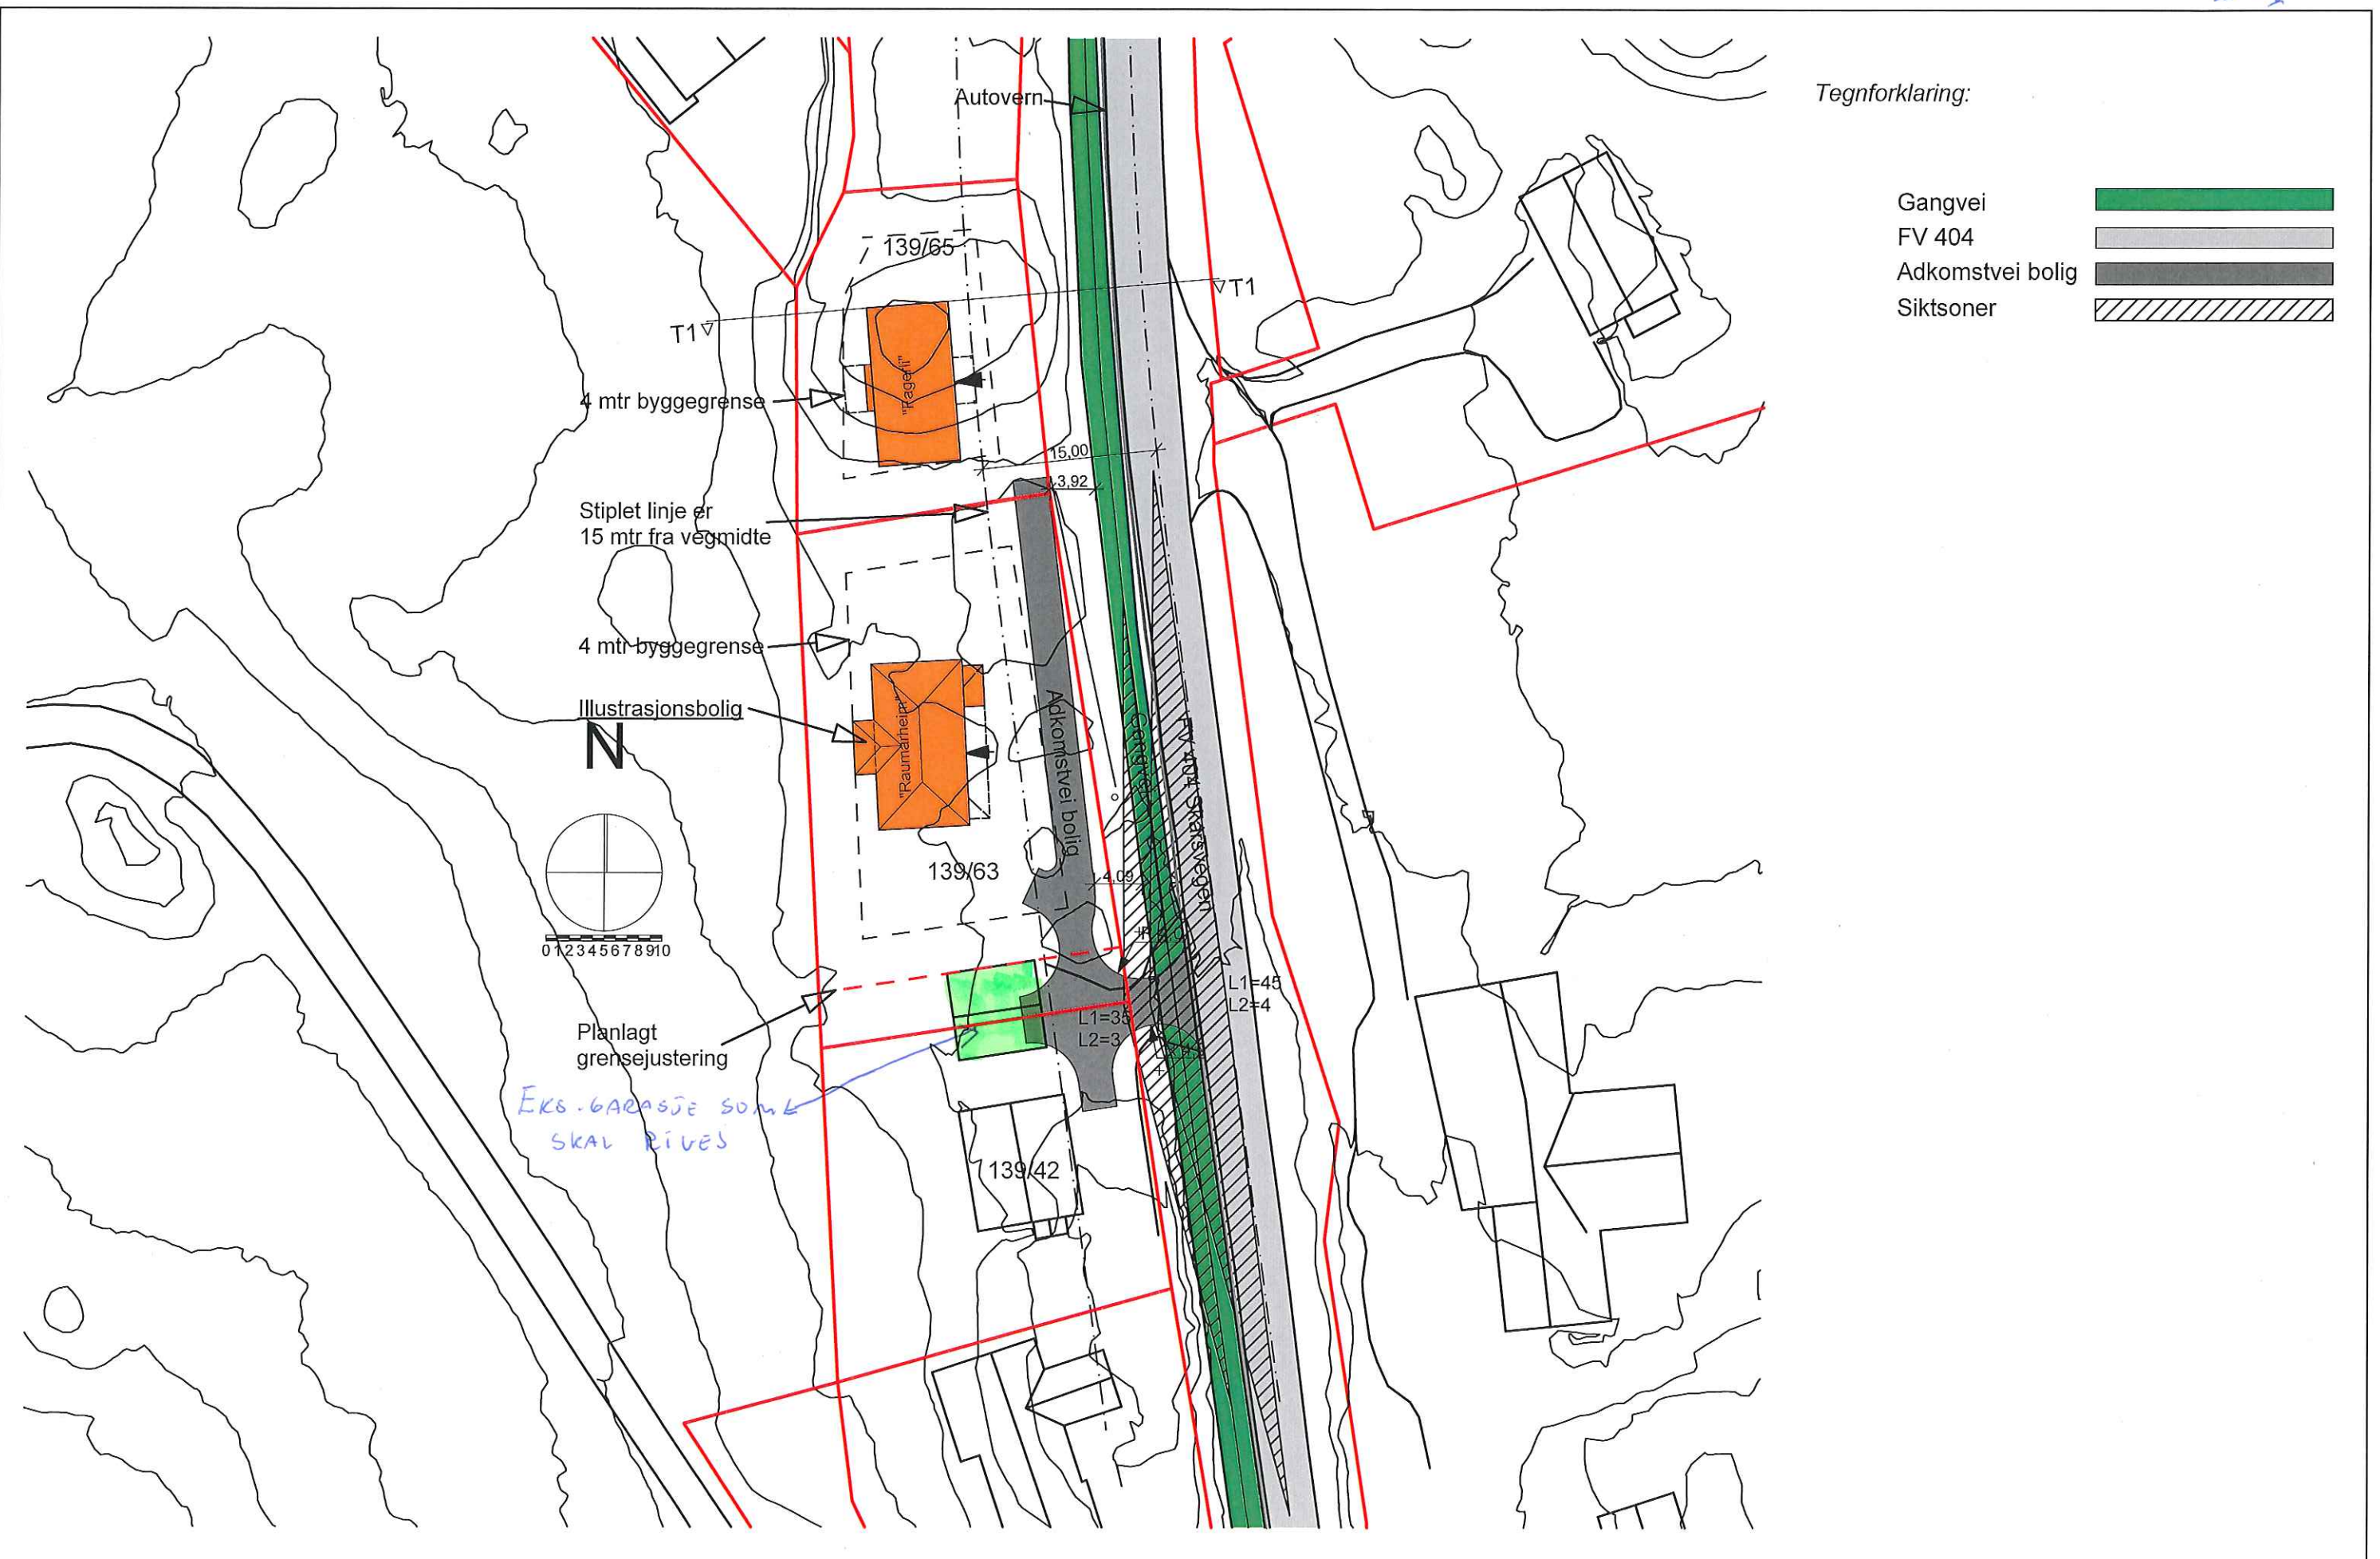 Autovern
Tegnforklaring:
Gangvei
FV 404
Adkomstvei bolig
Siktsoner
139/65
T1
T1
"Rageli"
4 mtr byggegrense
15,00
3,92
Stiplet linje er
15 mtr fra vegmidte
4 mtr byggegrense
Illustrasjonsbolig
N
"Raumarheim"
Adkomstvei bolig
Gangvei
FV 404 Skarsvegen
139/63
4,09
0 1 2 3 4 5 6 7 8 9 10
L1=45
L2=4
L1=35
L2=3
Planlagt
grensejustering
EKS. GARASJE SOM
SKAL RIVES
139/42